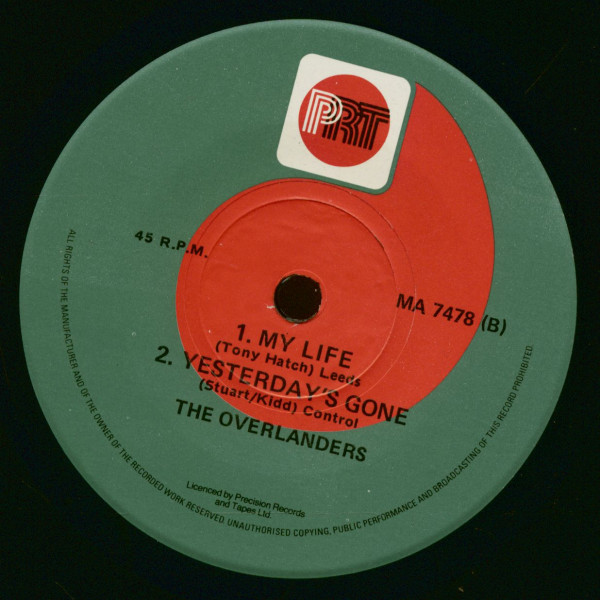 PRT
45 R.P.M.
MA 7478 (B)
1. MY LIFE
(Tony Hatch) Leeds
2. YESTERDAY'S GONE
(Stuart/Kidd) Control
THE OVERLANDERS
Licenced by Precision Records
and Tapes Ltd.
ALL RIGHTS OF THE MANUFACTURER AND OF THE OWNER OF THE RECORDED WORK RESERVED. UNAUTHORISED COPYING, PUBLIC PERFORMANCE AND BROADCASTING OF THIS RECORD PROHIBITED.